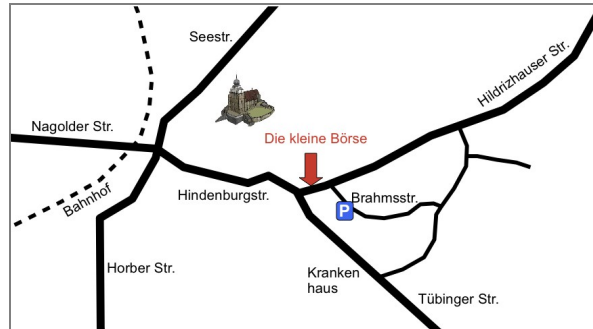 Seestr.
Hildrizhauser Str.
Nagolder Str.
Die kleine Börse
Bahnhof
Hindenburgstr.
Brahmsstr.
P
Horber Str.
Kranken
haus
Tübinger Str.